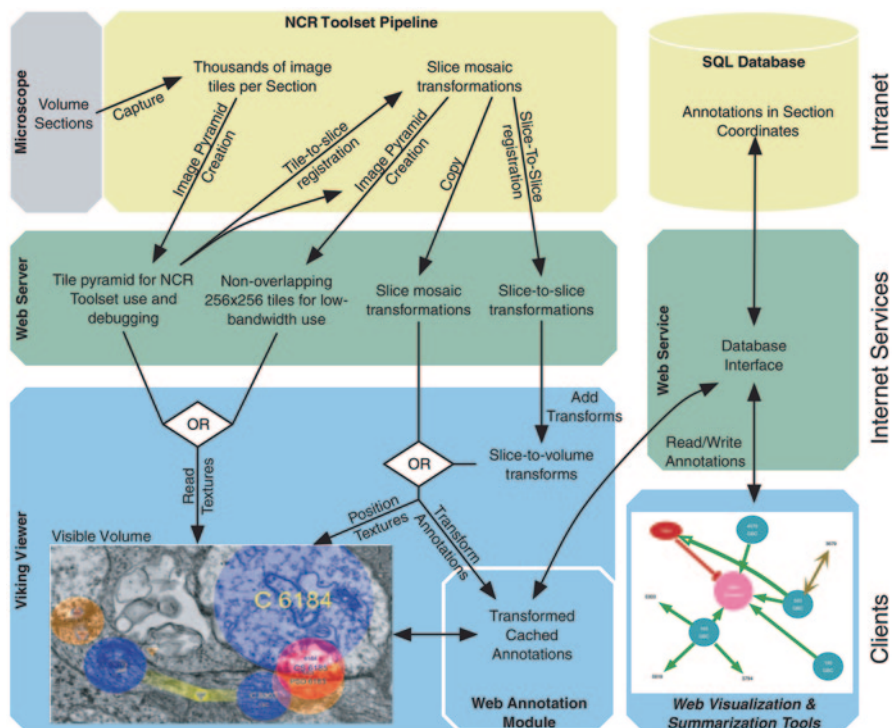 NCR Toolset Pipeline
Microscope
Volume
Sections
Capture
Thousands of image
tiles per Section
Slice mosaic
transformations
Image Pyramid
Creation
Tile-to-slice
registration
Image Pyramid
Creation
Copy
Slice-To-Slice
registration
SQL Database
Annotations in Section
Coordinates
Intranet
Web Server
Tile pyramid for NCR
Toolset use and
debugging
Non-overlapping
256x256 tiles for low-
bandwidth use
Slice mosaic
transformations
Slice-to-slice
transformations
Web Service
Database
Interface
Internet Services
Viking Viewer
OR
Read
Textures
OR
Add
Transforms
Slice-to-volume
transforms
Position
Textures
Transform
Annotations
Read/Write
Annotations
Visible Volume
C 6184
Transformed
Cached
Annotations
Web Annotation
Module
Web Visualization &
Summarization Tools
Clients